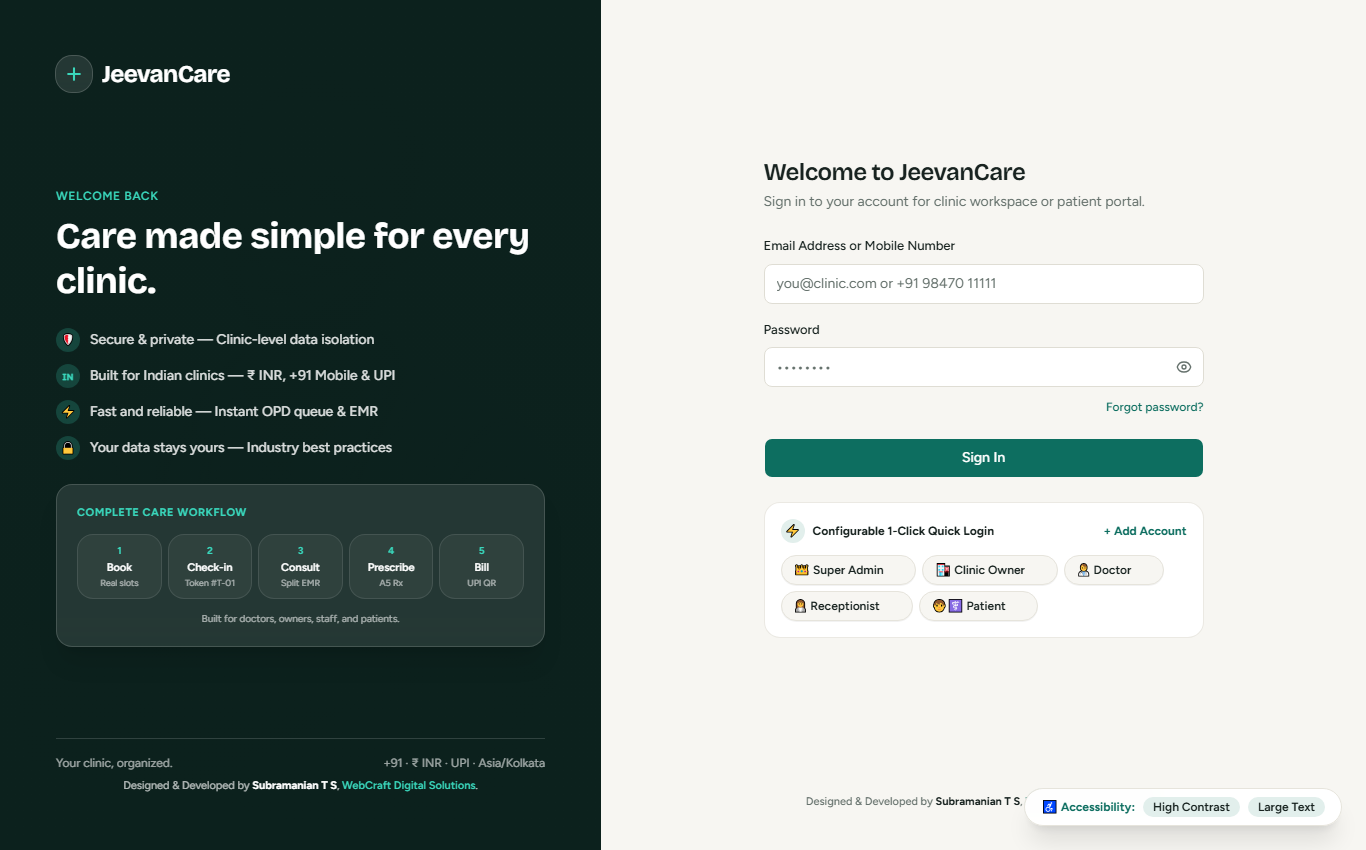 JeevanCare
WELCOME BACK
Care made simple for every
clinic.
Secure & private — Clinic-level data isolation
IN Built for Indian clinics — ₹ INR, +91 Mobile & UPI
Fast and reliable — Instant OPD queue & EMR
Your data stays yours — Industry best practices
COMPLETE CARE WORKFLOW
1 2 3 4 5
Book Check-in Consult Prescribe Bill
Real slots Token #T-01 Split EMR A5 Rx UPI QR
Built for doctors, owners, staff, and patients.
Your clinic, organized. +91 · ₹ INR · UPI · Asia/Kolkata
Designed & Developed by Subramanian T S, WebCraft Digital Solutions.
Welcome to JeevanCare
Sign in to your account for clinic workspace or patient portal.
Email Address or Mobile Number
you@clinic.com or +91 98470 11111
Password
••••••••
Forgot password?
Sign In
Configurable 1-Click Quick Login + Add Account
Super Admin Clinic Owner Doctor
Receptionist Patient
Designed & Developed by Subramanian T S,
Accessibility: High Contrast Large Text